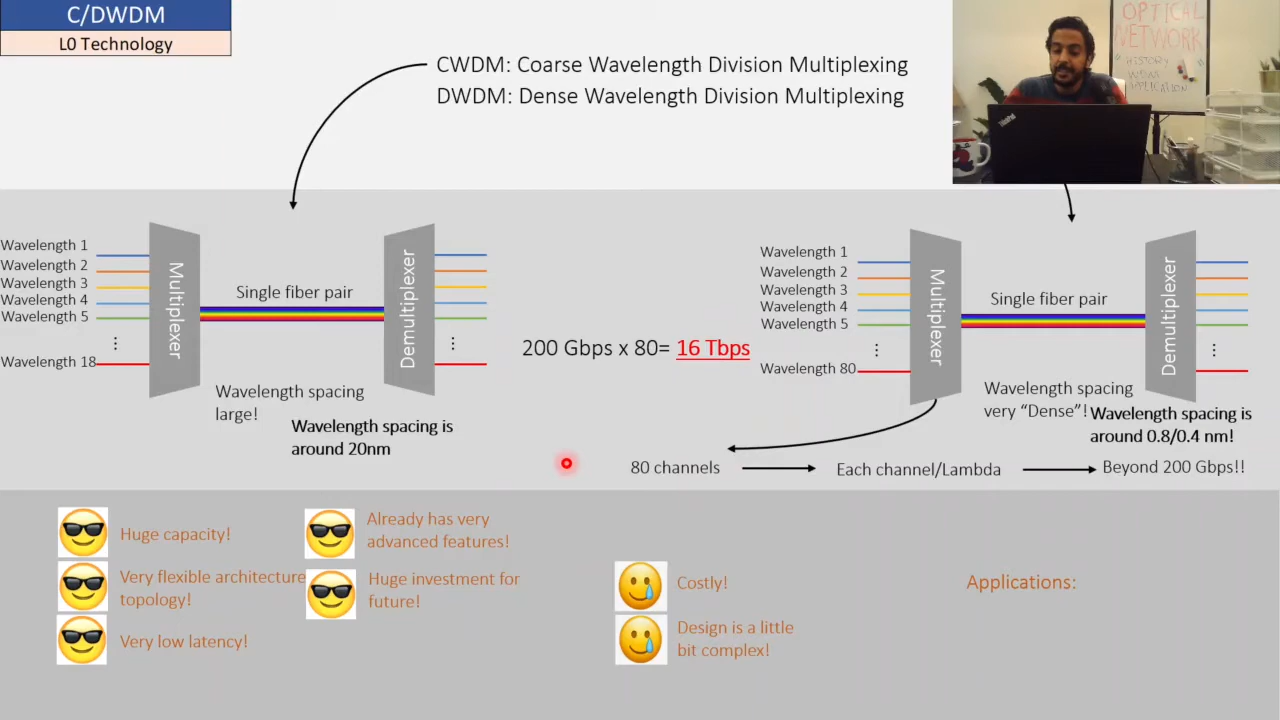 C/DWDM
L0 Technology
CWDM: Coarse Wavelength Division Multiplexing
DWDM: Dense Wavelength Division Multiplexing
OPTICAL
NETWORK
HISTORY
APPLICATION
ThinkPad
Wavelength 1
Wavelength 2
Wavelength 3
Wavelength 4
Wavelength 5
Wavelength 18
Multiplexer
Single fiber pair
Demultiplexer
Wavelength spacing
large!
Wavelength spacing is
around 20nm
200 Gbps x 80= 16 Tbps
Wavelength 1
Wavelength 2
Wavelength 3
Wavelength 4
Wavelength 5
Wavelength 80
Multiplexer
Single fiber pair
Demultiplexer
Wavelength spacing
very “Dense”!
Wavelength spacing is
around 0.8/0.4 nm!
80 channels
Each channel/Lambda
Beyond 200 Gbps!!
Huge capacity!
Very flexible architecture
topology!
Very low latency!
Already has very
advanced features!
Huge investment for
future!
Costly!
Design is a little
bit complex!
Applications: